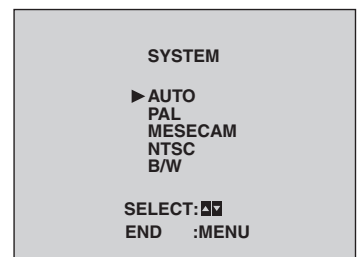 SYSTEM
▶AUTO
PAL
MESECAM
NTSC
B/W
SELECT:▲▼
END :MENU